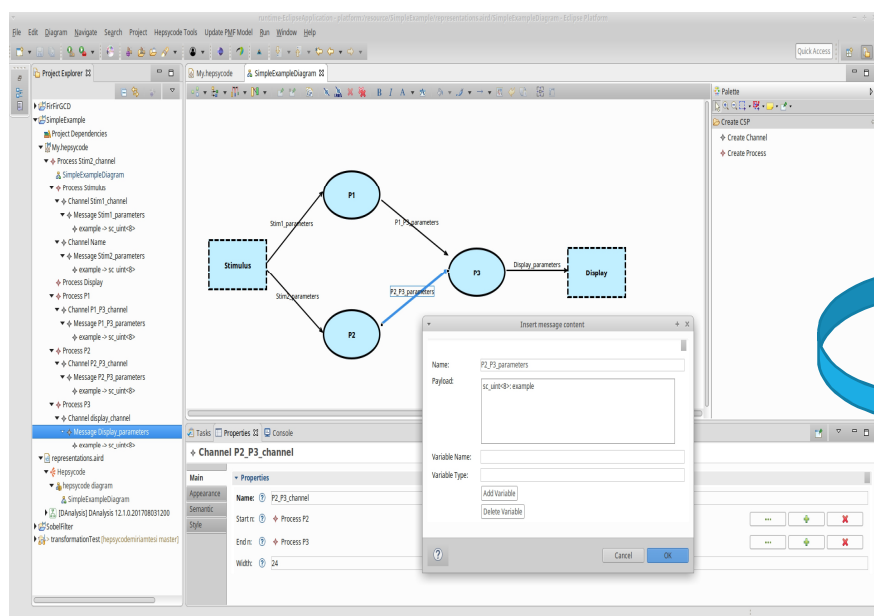 runtime-EclipseApplication - platform:/resource/SimpleExample/representations.aird/SimpleExampleDiagram - Eclipse Platform
File Edit Diagram Navigate Search Project Hepsycode Tools Update PMF Model Run Window Help
Quick Access
Project Explorer
My.hepsycode
SimpleExampleDiagram
FirFirGCD
SimpleExample
Project Dependencies
My.hepsycode
Process Stim2_channel
SimpleExampleDiagram
Process Stimulus
Channel Stim1_channel
Message Stim1_parameters
example -> sc_uint<8>
Channel Name
Message Stim2_parameters
example -> sc_uint<8>
Process Display
Process P1
Channel P1_P3_channel
Message P1_P3_parameters
example -> sc_uint<8>
Process P2
Channel P2_P3_channel
Message P2_P3_parameters
example -> sc_uint<8>
Process P3
Channel display_channel
Message Display_parameters
example -> sc_uint<8>
representations.aird
Hepsycode
hepsycode diagram
SimpleExampleDiagram
[DAnalysis] DAnalysis 12.1.0.201708031200
SobelFilter
transformationTest [hepsycodemiriamtesi master]
B I A
Stimulus
Stim1_parameters
P1
P1_P3_parameters
Stim2_parameters
P2
P2_P3_parameters
P3
Display_parameters
Display
Palette
Create CSP
Create Channel
Create Process
Insert message content
+ X
Name: P2_P3_parameters
Payload: sc_uint<8>: example
Variable Name:
Variable Type:
Add Variable
Delete Variable
?
Cancel OK
Tasks Properties Console
Channel P2_P3_channel
Main
Appearance
Semantic
Style
Properties
Name: ? P2_P3_channel
Start n: ? Process P2
Endn: ? Process P3
Width: ? 24